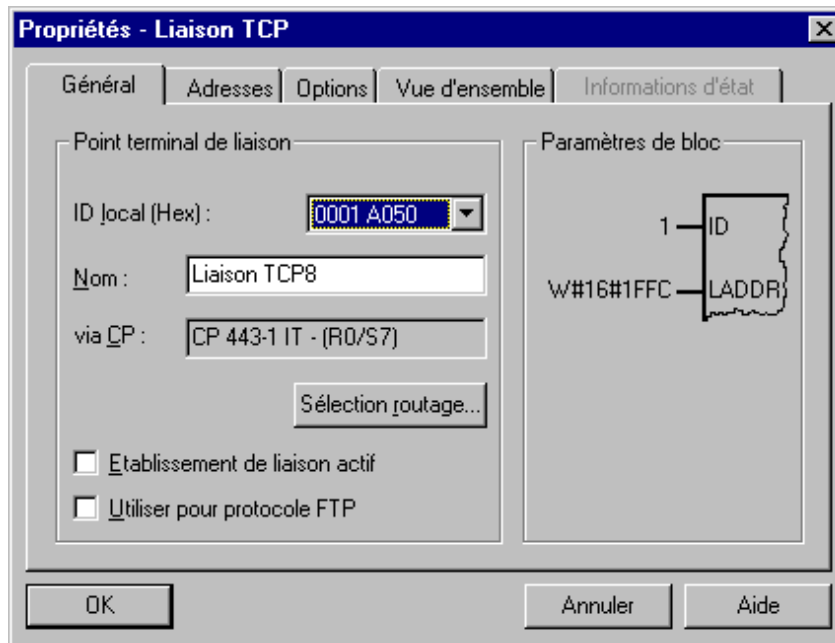 Propriétés - Liaison TCP
Général
Adresses
Options
Vue d'ensemble
Informations d'état
Point terminal de liaison
ID local (Hex) :
0001 A050
Nom :
Liaison TCP8
via CP :
CP 443-1 IT - (R0/S7)
Sélection routage...
Etablissement de liaison actif
Utiliser pour protocole FTP
Paramètres de bloc
1
ID
W#16#1FFC
LADDR
OK
Annuler
Aide